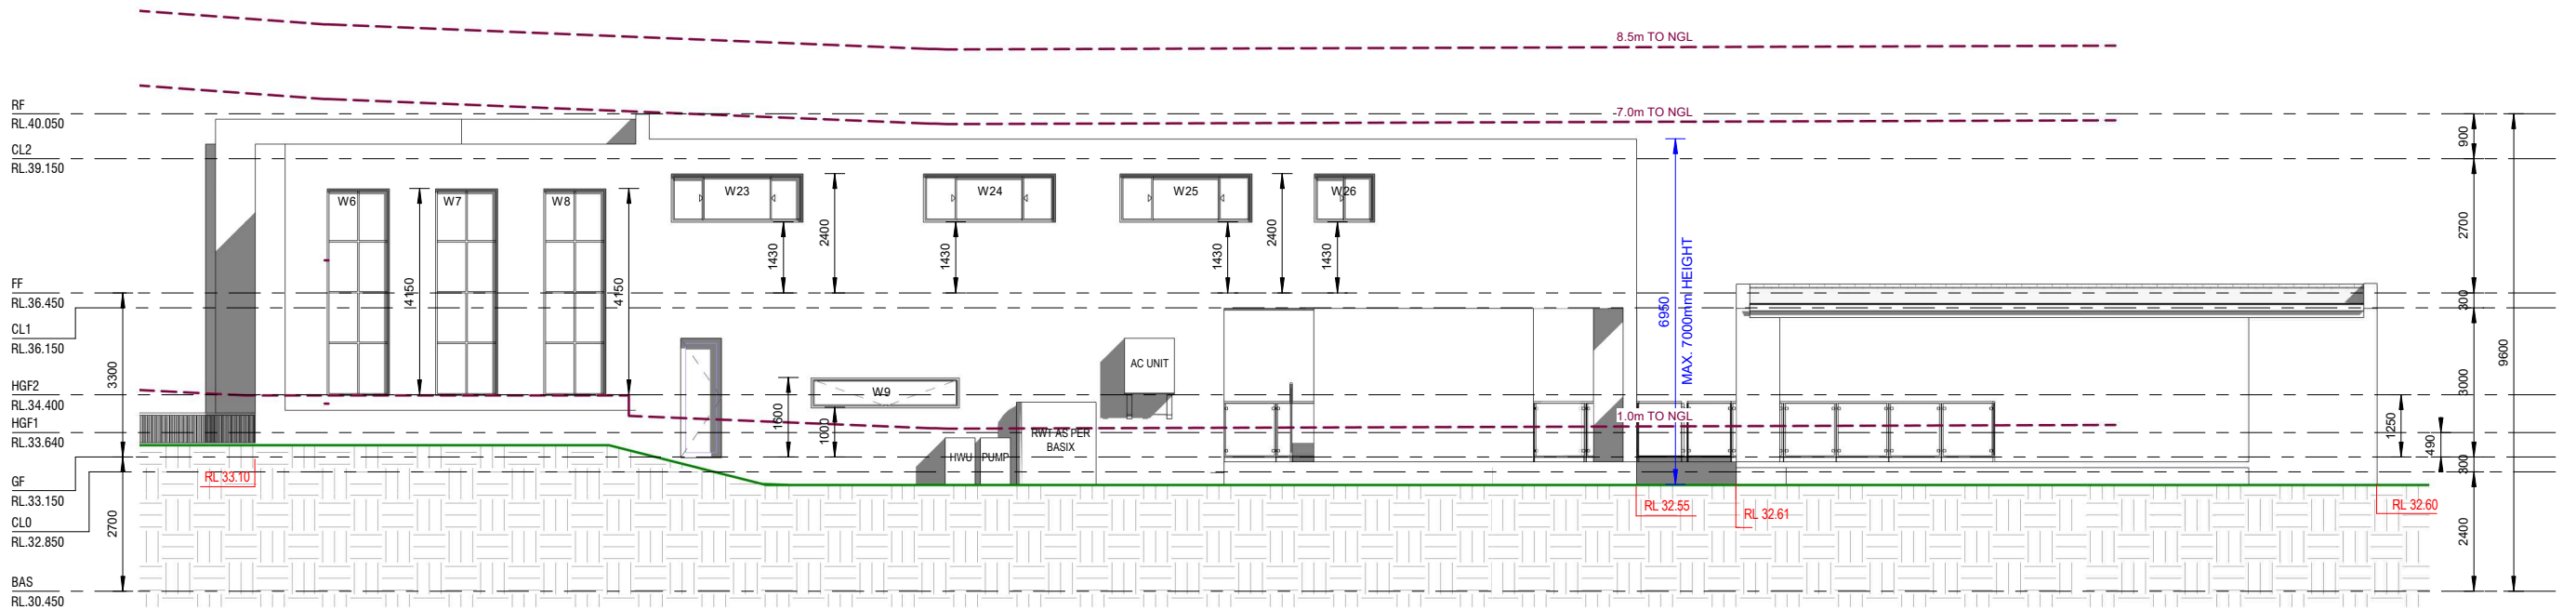 8.5m TO NGL
-7.0m TO NGL
RF
RL.40.050
CL2
RL.39.150
FF
RL.36.450
CL1
RL.36.150
HGF2
RL.34.400
HGF1
RL.33.640
GF
RL.33.150
CL0
RL.32.850
BAS
RL.30.450
3300
2700
W6
W7
W8
4150
4150
W23
W24
W25
W26
1430
2400
1430
1430
2400
1430
W9
1600
1000
HWU
PUMP
RWT AS PER
BASIX
AC UNIT
6950
MAX. 7000mm HEIGHT
1.0m TO NGL
RL 33.10
RL 32.55
RL 32.61
RL 32.60
900
2700
300
3000
300
2400
1250
490
9600